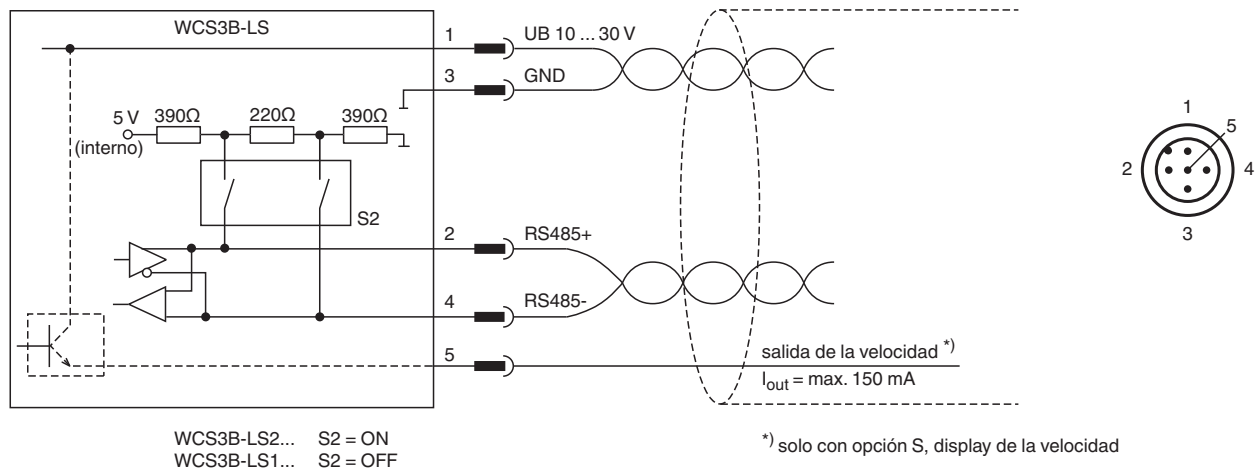 WCS3B-LS
1
UB 10 ... 30 V
3
GND
5 V
(interno)
390Ω
220Ω
390Ω
S2
2
RS485+
4
RS485-
5
salida de la velocidad *)
Iout = max. 150 mA
1
5
2
4
3
WCS3B-LS2... S2 = ON
WCS3B-LS1... S2 = OFF
*) solo con opción S, display de la velocidad